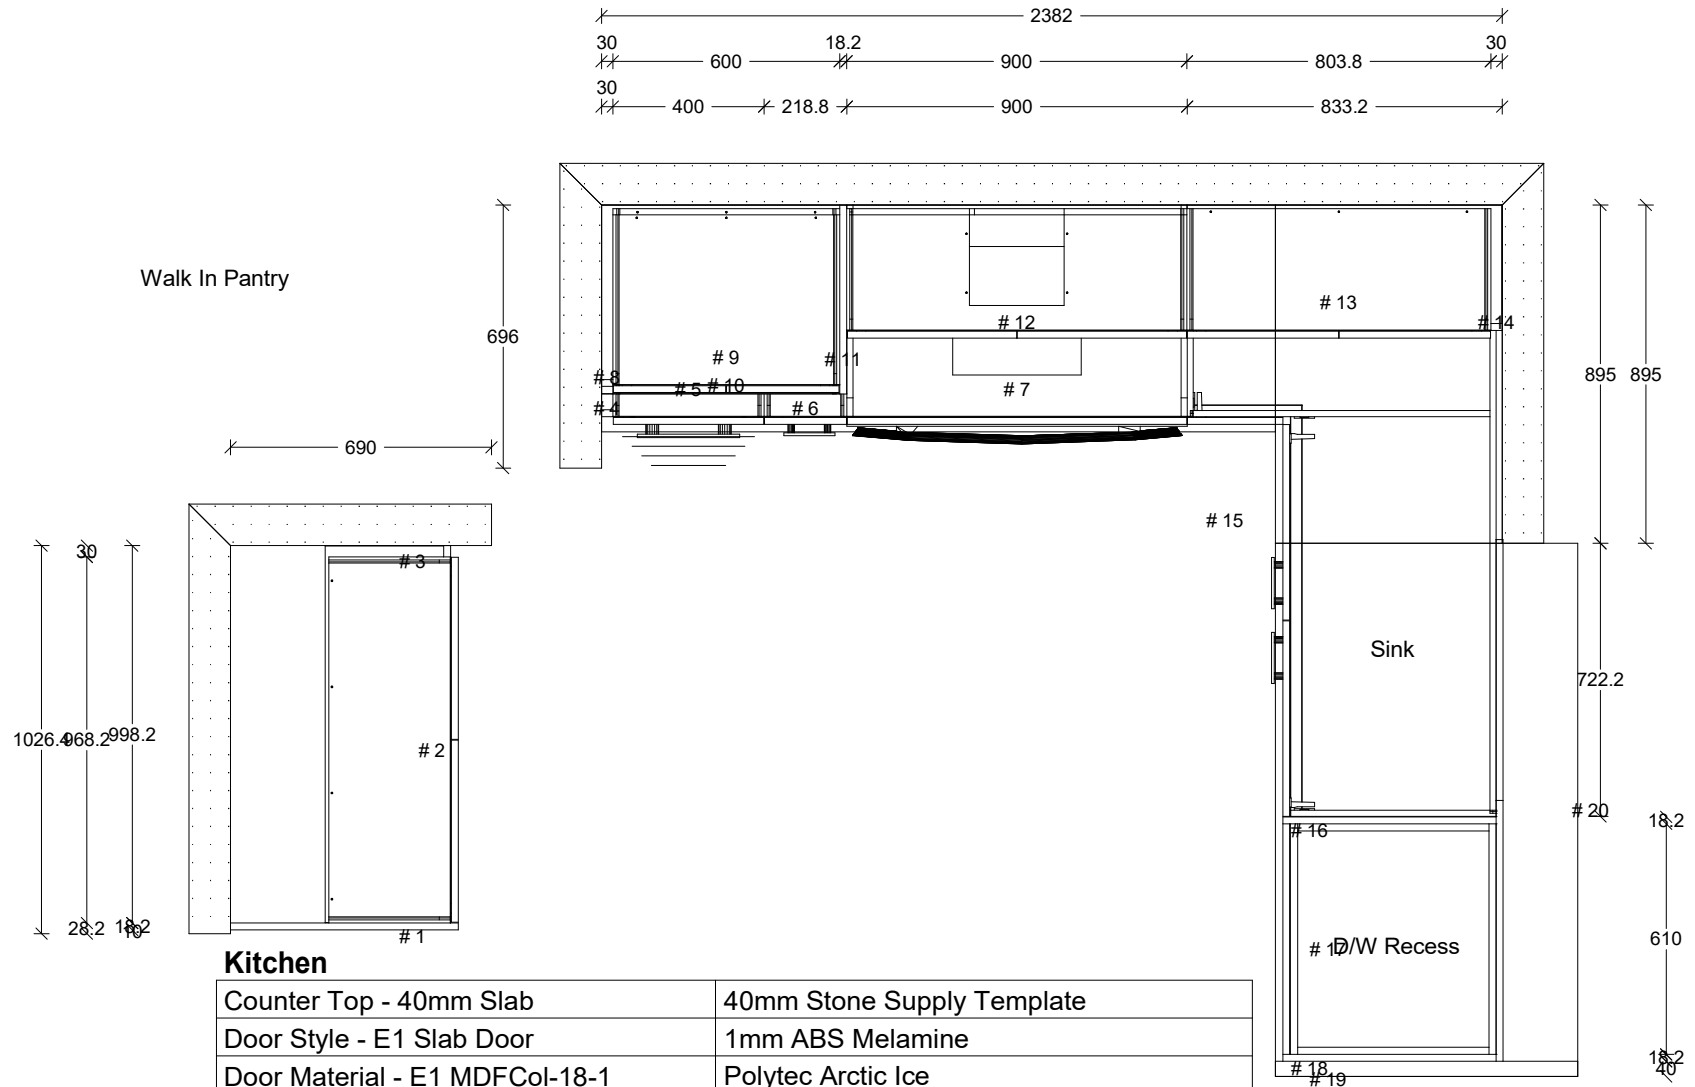 2382
30 18.2 30
600 900 803.8
30
400 218.8 900 833.2
Walk In Pantry
696
# 13
# 12 # 14
# 9 # 11
# 8 # 5 # 10 # 7
# 4 # 6
895 895
690
# 15
30
# 3
Sink
722.2
1026.4 968.2 998.2
# 2
# 20
18.2
# 16
28.2 18.2
10
# 1
# 17 D/W Recess
610
Kitchen
Counter Top - 40mm Slab 40mm Stone Supply Template
Door Style - E1 Slab Door 1mm ABS Melamine
Door Material - E1 MDFCol-18-1 Polytec Arctic Ice
18.2
# 18 40
# 19